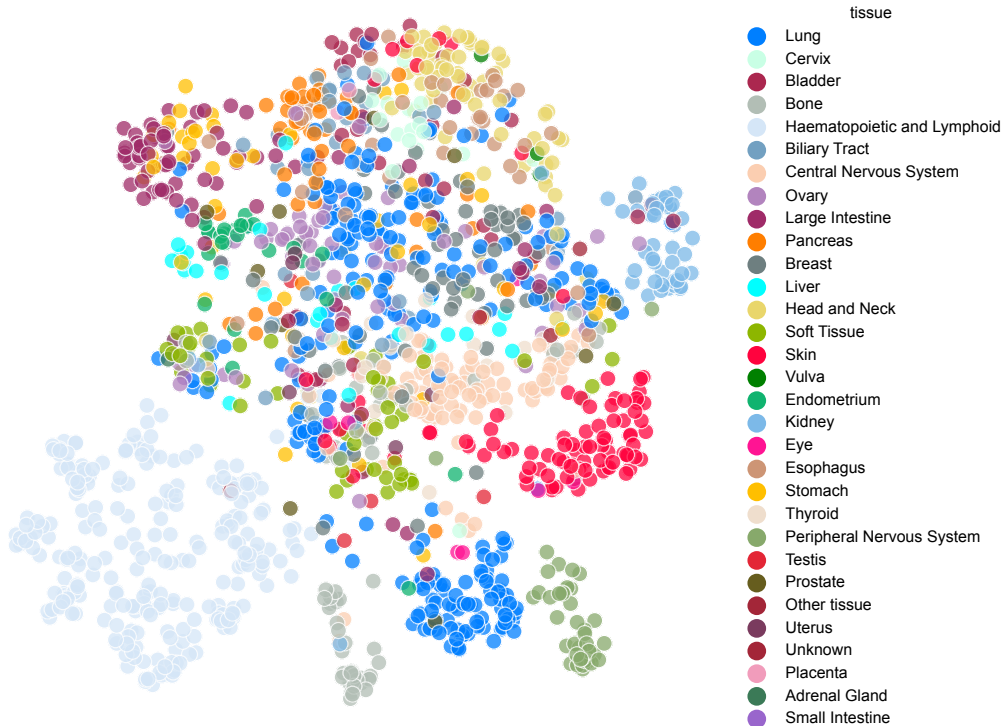 tissue
Lung
Cervix
Bladder
Bone
Haematopoietic and Lymphoid
Biliary Tract
Central Nervous System
Ovary
Large Intestine
Pancreas
Breast
Liver
Head and Neck
Soft Tissue
Skin
Vulva
Endometrium
Kidney
Eye
Esophagus
Stomach
Thyroid
Peripheral Nervous System
Testis
Prostate
Other tissue
Uterus
Unknown
Placenta
Adrenal Gland
Small Intestine